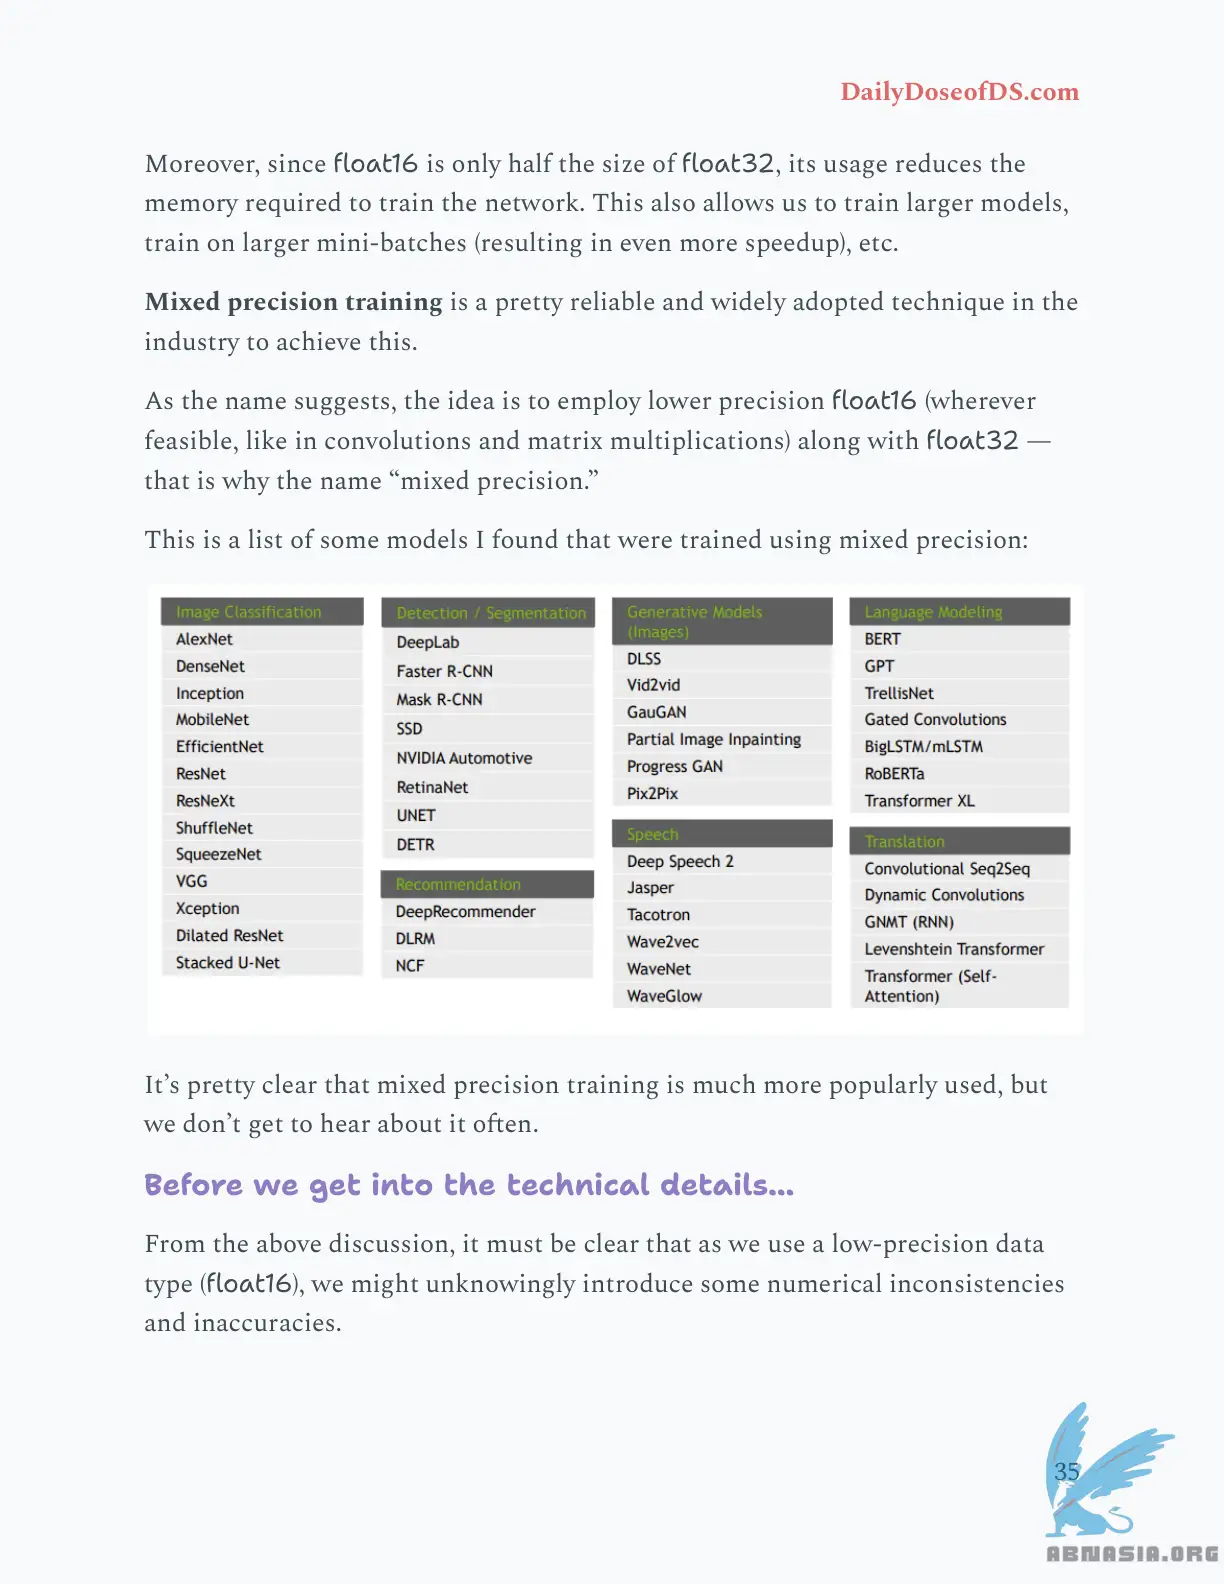 DailyDoseofDS.com
Moreover, since float16 is only half the size of float32, its usage reduces the
memory required to train the network. This also allows us to train larger models,
train on larger mini-batches (resulting in even more speedup), etc.
Mixed precision training is a pretty reliable and widely adopted technique in the
industry to achieve this.
As the name suggests, the idea is to employ lower precision float16 (wherever
feasible, like in convolutions and matrix multiplications) along with float32 —
that is why the name “mixed precision.”
This is a list of some models I found that were trained using mixed precision:
Image Classification
AlexNet
DenseNet
Inception
MobileNet
EfficientNet
ResNet
ResNeXt
ShuffleNet
SqueezeNet
VGG
Xception
Dilated ResNet
Stacked U-Net
Detection / Segmentation
DeepLab
Faster R-CNN
Mask R-CNN
SSD
NVIDIA Automotive
RetinaNet
UNET
DETR
Recommendation
DeepRecommender
DLRM
NCF
Generative Models
(Images)
DLSS
Vid2vid
GauGAN
Partial Image Inpainting
Progress GAN
Pix2Pix
Speech
Deep Speech 2
Jasper
Tacotron
Wave2vec
WaveNet
WaveGlow
Language Modeling
BERT
GPT
TrellisNet
Gated Convolutions
BigLSTM/mLSTM
RoBERTa
Transformer XL
Translation
Convolutional Seq2Seq
Dynamic Convolutions
GNMT (RNN)
Levenshtein Transformer
Transformer (Self-
Attention)
It’s pretty clear that mixed precision training is much more popularly used, but
we don’t get to hear about it often.
Before we get into the technical details...
From the above discussion, it must be clear that as we use a low-precision data
type (float16), we might unknowingly introduce some numerical inconsistencies
and inaccuracies.
35
ABNASIA.ORG